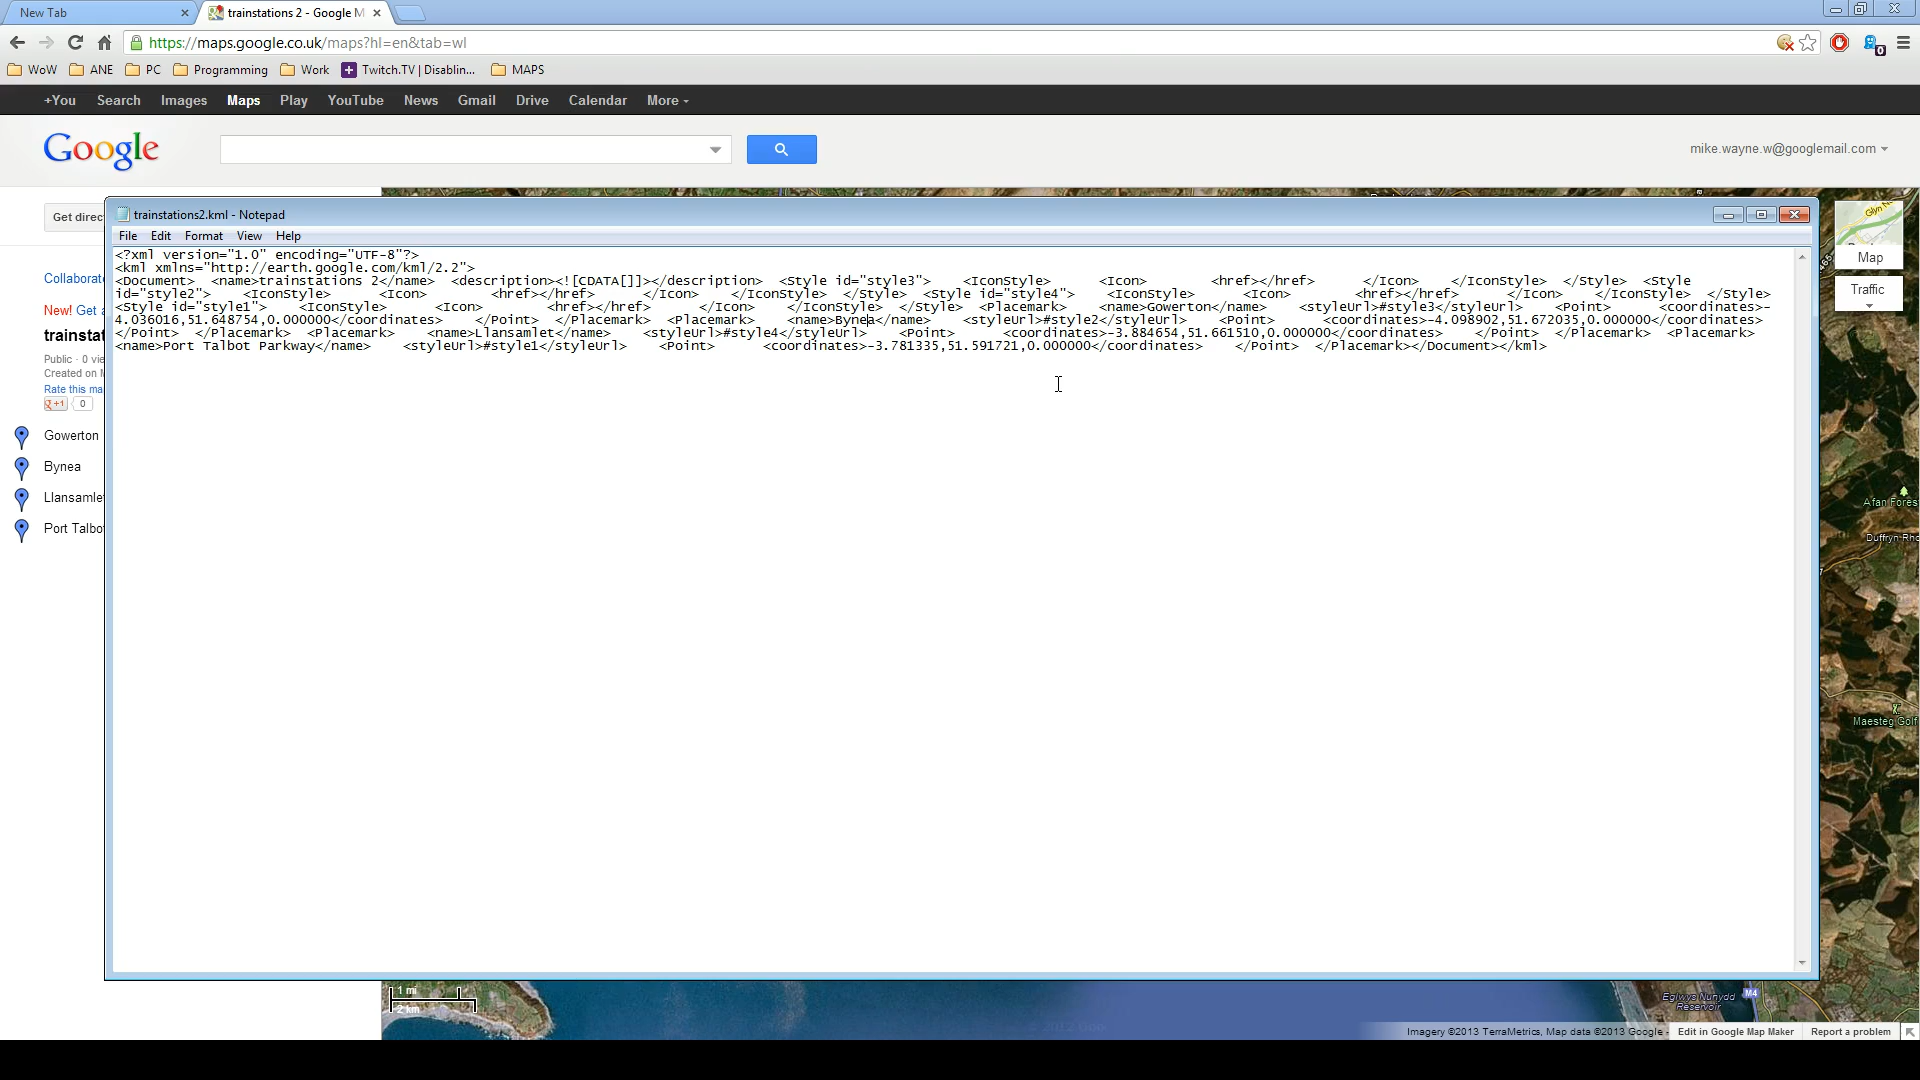 New Tab
trainstations 2 - Google M
https://maps.google.co.uk/maps?hl=en&tab=wl
0
WoW ANE PC Programming Work Twitch.TV | Disablin... MAPS
+You Search Images Maps Play YouTube News Gmail Drive Calendar More
Google
mike.wayne.w@googlemail.com
Get direc
trainstations2.kml - Notepad
File Edit Format View Help
<?xml version="1.0" encoding="UTF-8"?>
<kml xmlns="http://earth.google.com/kml/2.2">
<Document> <name>trainstations 2</name> <description><![CDATA[]]></description> <Style id="style3"> <IconStyle> <Icon> <href></href> </Icon> </IconStyle> </Style> <Style
id="style2"> <IconStyle> <Icon> <href></href> </Icon> </IconStyle> </Style> <Style id="style4"> <IconStyle> <Icon> <href></href> </Icon> </IconStyle> </Style>
<Style id="style1"> <IconStyle> <Icon> <href></href> </Icon> </IconStyle> </Style> <Placemark> <name>Gowerton</name> <styleUrl>#style3</styleUrl> <Point> <coordinates>-
4.036016,51.648754,0.000000</coordinates> </Point> </Placemark> <Placemark> <name>Bynea</name> <styleUrl>#style2</styleUrl> <Point> <coordinates>-4.098902,51.672035,0.000000</coordinates>
</Point> </Placemark> <Placemark> <name>Llansamlet</name> <styleUrl>#style4</styleUrl> <Point> <coordinates>-3.884654,51.661510,0.000000</coordinates> </Point> </Placemark> <Placemark>
<name>Port Talbot Parkway</name> <styleUrl>#style1</styleUrl> <Point> <coordinates>-3.781335,51.591721,0.000000</coordinates> </Point> </Placemark></Document></kml>
Collaborat
New! Get a
trainstat
Public · 0 vie
Created on M
Rate this ma
+1 0
Gowerton
Bynea
Llansamle
Port Talbo
Map
Traffic
Afan Fores
Duffryn Rho
Maesteg Golf
1 mi
2 km
Eglwys Nunydd
Reservoir
M4
Imagery ©2013 TerraMetrics, Map data ©2013 Google - Edit in Google Map Maker Report a problem